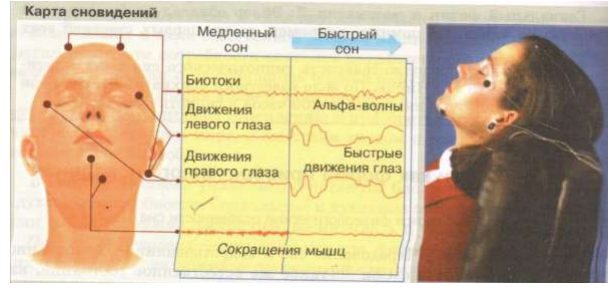 Карта сновидений
Медленный
сон
Быстрый
сон
Биотоки
Альфа-волны
Движения
левого глаза
Движения
правого глаза
Быстрые
движения глаз
Сокращения мышц